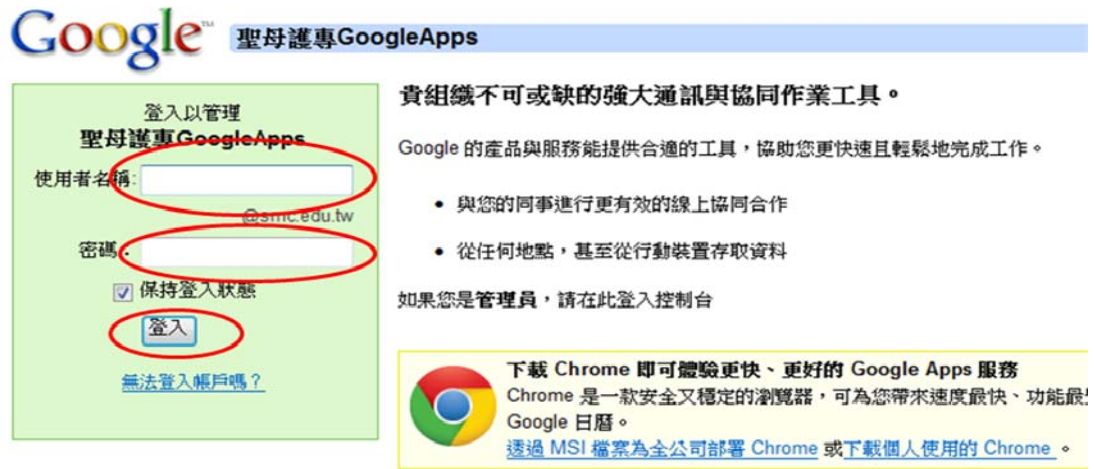 Google™ 聖母護專GoogleApps
登入以管理
聖母護專GoogleApps
使用者名稱:
@smc.edu.tw
密碼:
保持登入狀態
登入
無法登入帳戶嗎?
貴組織不可或缺的強大通訊與協同作業工具。
Google 的產品與服務能提供合適的工具,協助您更快速且輕鬆地完成工作。
• 與您的同事進行更有效的線上協同合作
• 從任何地點,甚至從行動裝置存取資料
如果您是管理員,請在此登入控制台
下載 Chrome 即可體驗更快、更好的 Google Apps 服務
Chrome 是一款安全又穩定的瀏覽器,可為您帶來速度最快、功能最
Google 日曆。
透過 MSI 檔案為全公司部署 Chrome 或下載個人使用的 Chrome 。